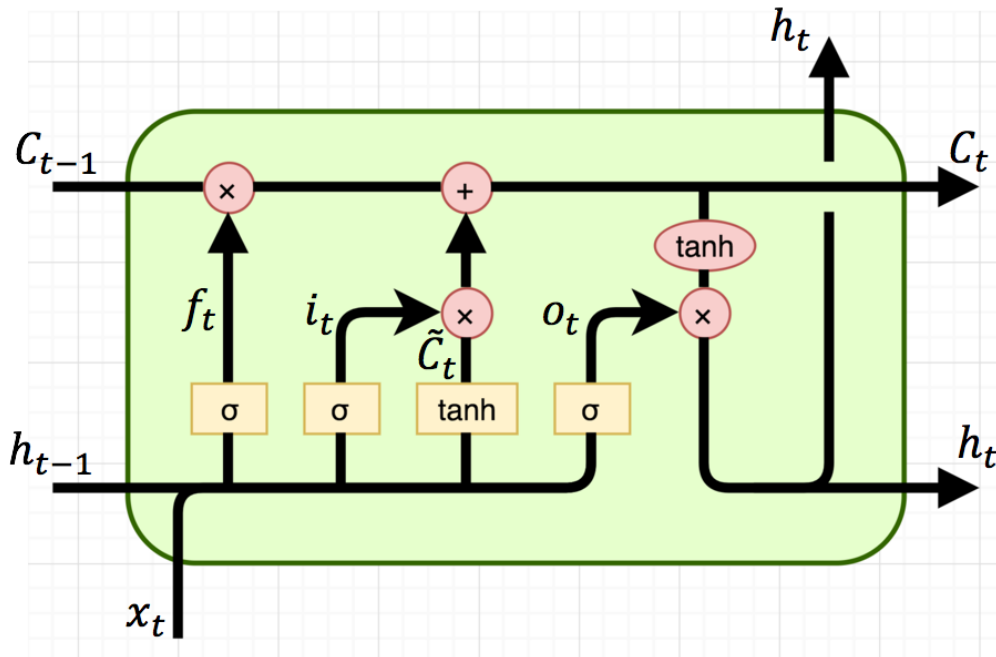 h_t
C_{t-1}
×
+
C_t
tanh
f_t
i_t
×
o_t
×
C̃_t
σ
σ
tanh
σ
h_{t-1}
h_t
x_t